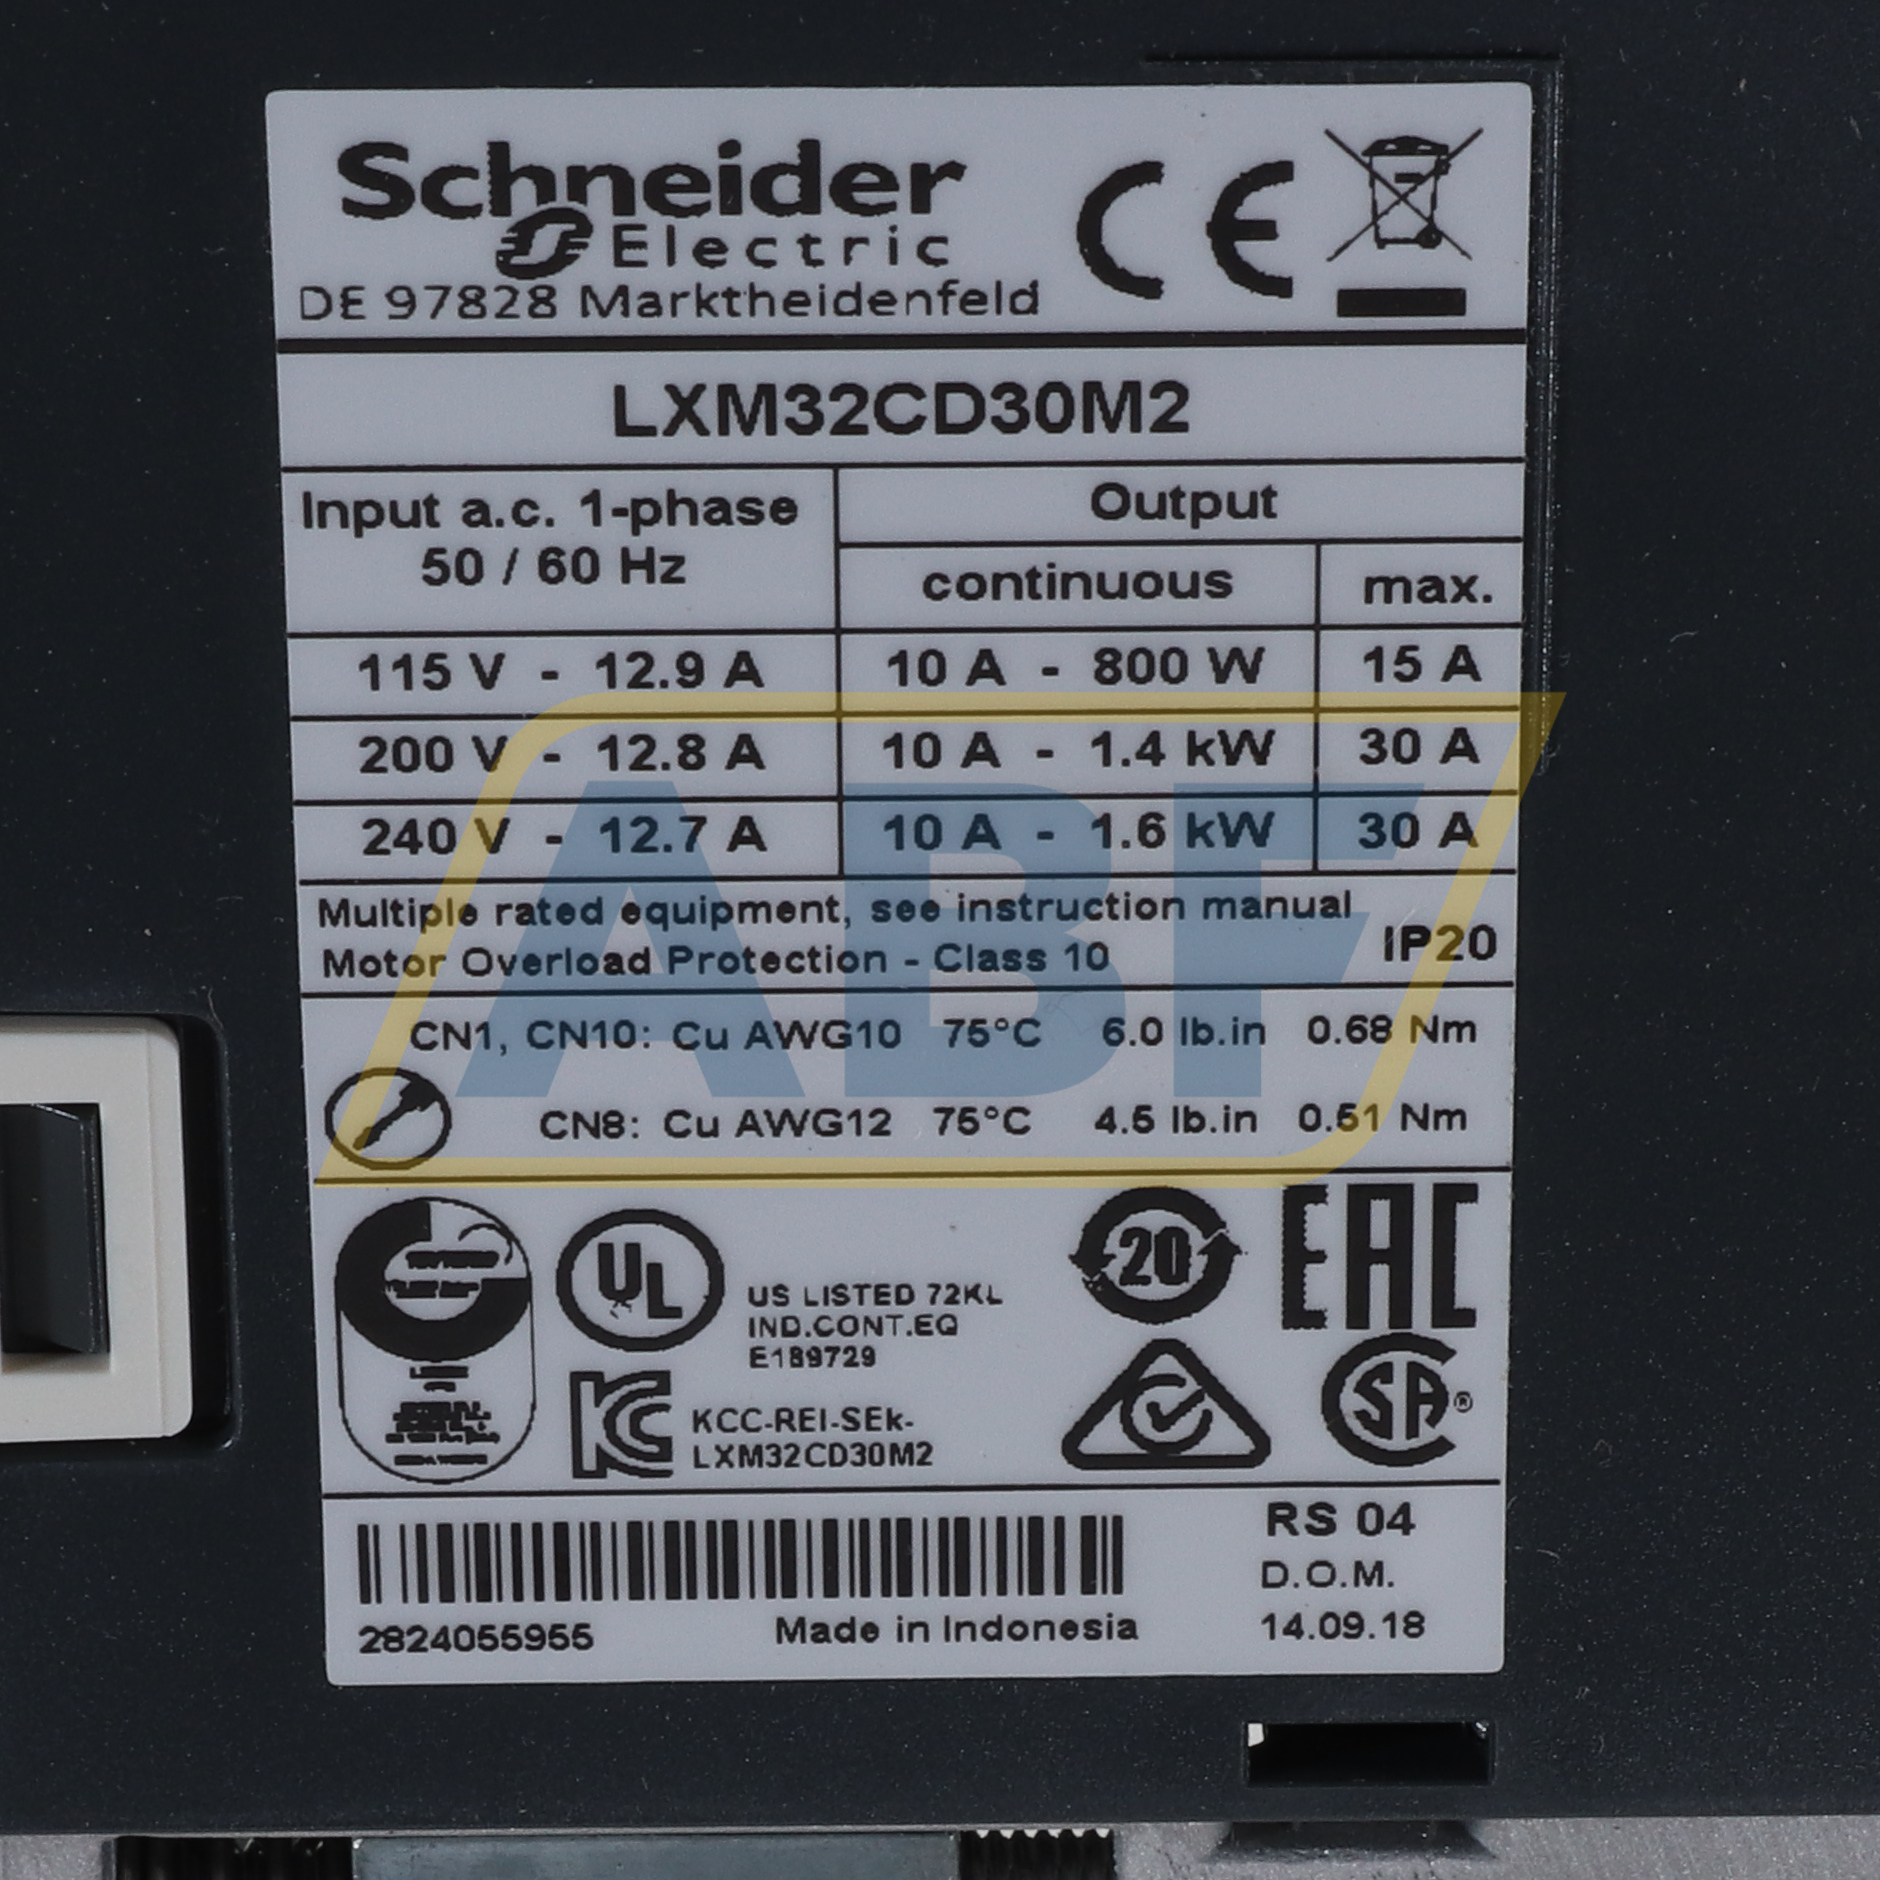 Schneider
Electric
DE 97828 Marktheidenfeld
CE
LXM32CD30M2
Input a.c. 1-phase
50 / 60 Hz
Output
continuous
max.
115 V - 12.9 A
10 A - 800 W
15 A
200 V - 12.8 A
10 A - 1.4 kW
30 A
240 V - 12.7 A
10 A - 1.6 kW
30 A
Multiple rated equipment, see instruction manual
Motor Overload Protection - Class 10
IP20
CN1, CN10: Cu AWG10 75°C 6.0 lb.in 0.68 Nm
CN8: Cu AWG12 75°C 4.5 lb.in 0.51 Nm
ABF
UL
US LISTED 72KL
IND.CONT.EQ
E189729
20
EAC
KC
KCC-REI-SEk-
LXM32CD30M2
CSA®
2824055955
Made in Indonesia
RS 04
D.O.M.
14.09.18